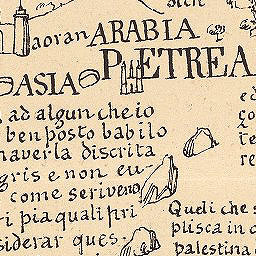 aoran ARABIA
PETREA
ASIA
ad algun che io
ben posto babilo
haverla discrita
gris e non eu-
come seriveno
ri pia quali pri
siderar ques-
Queli che s
plisca in c
palestina